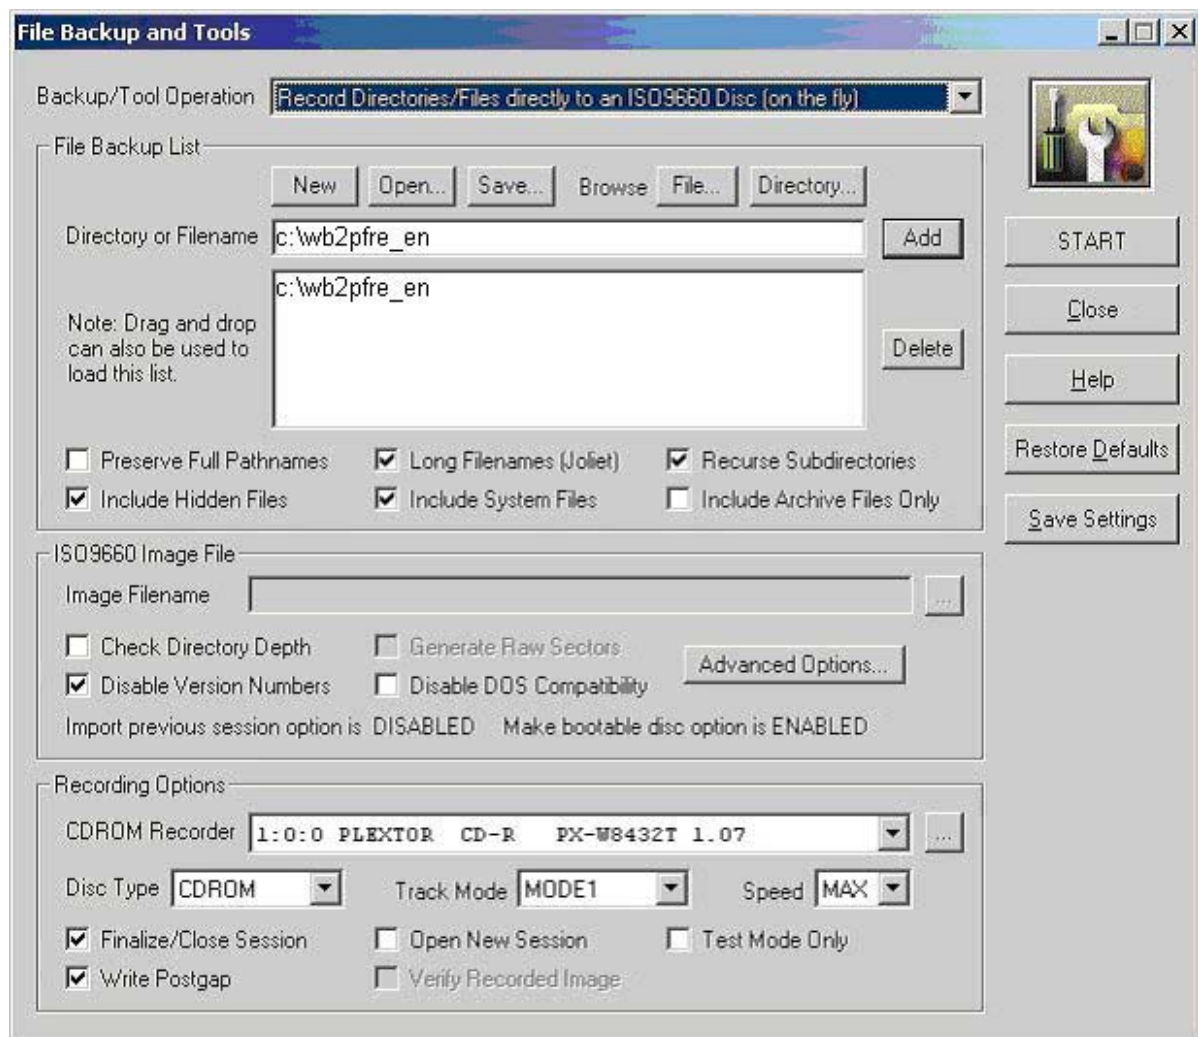 File Backup and Tools
Backup/Tool Operation Record Directories/Files directly to an ISO9660 Disc (on the fly)
File Backup List
New Open... Save... Browse File... Directory...
Directory or Filename c:\wb2pfre_en Add
c:\wb2pfre_en
Note: Drag and drop
can also be used to
load this list.
Delete
Preserve Full Pathnames Long Filenames (Joliet) Recurse Subdirectories
Include Hidden Files Include System Files Include Archive Files Only
ISO9660 Image File
Image Filename ...
Check Directory Depth Generate Raw Sectors Advanced Options...
Disable Version Numbers Disable DOS Compatibility
Import previous session option is DISABLED Make bootable disc option is ENABLED
Recording Options
CDROM Recorder 1:0:0 PLEXTOR CD-R PX-W8432T 1.07 ...
Disc Type CDROM Track Mode MODE1 Speed MAX
Finalize/Close Session Open New Session Test Mode Only
Write Postgap Verify Recorded Image
START
Close
Help
Restore Defaults
Save Settings